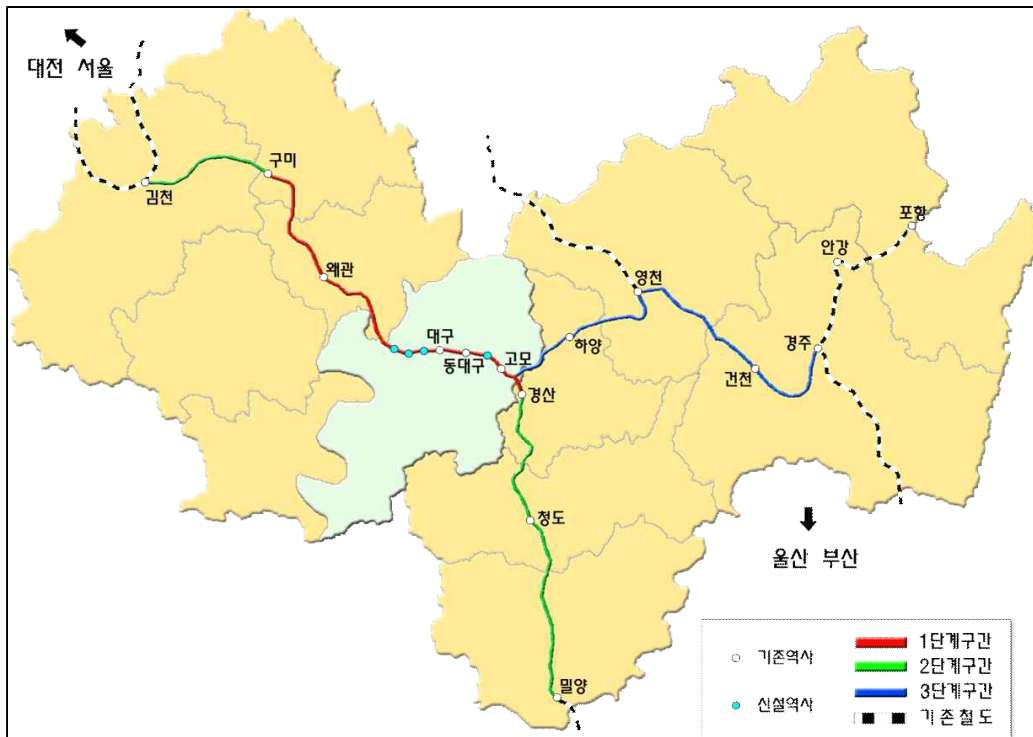 대전 서울
구미
김천
포항
안강
왜관
영천
대구
하양
경주
동대구
고모
건천
경산
청도
울산 부산
밀양
기존역사
신설역사
1단계구간
2단계구간
3단계구간
기존철도